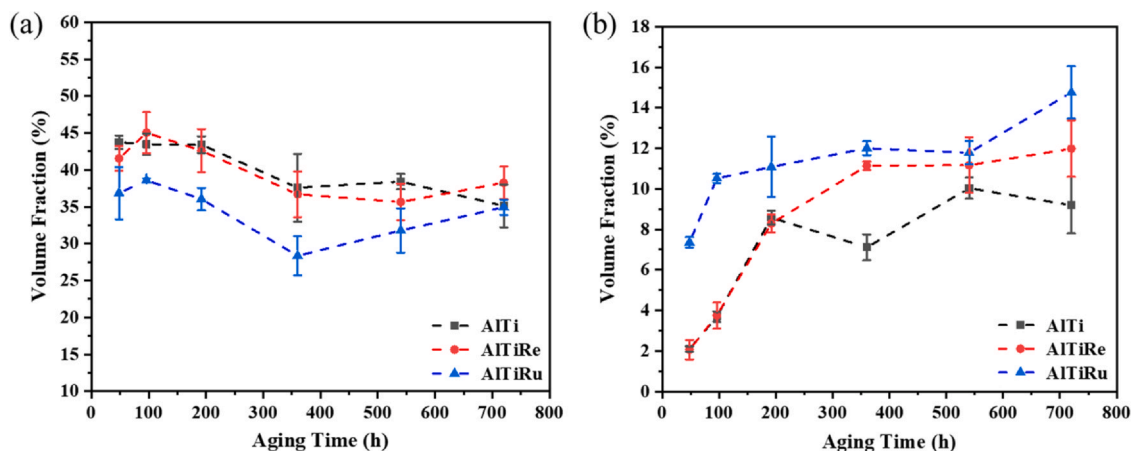 (a)
Volume Fraction (%)
60
55
50
45
40
35
30
25
20
15
10
AlTi
AlTiRe
AlTiRu
0 100 200 300 400 500 600 700 800
Aging Time (h)
(b)
Volume Fraction (%)
18
16
14
12
10
8
6
4
2
0
AlTi
AlTiRe
AlTiRu
0 100 200 300 400 500 600 700 800
Aging Time (h)